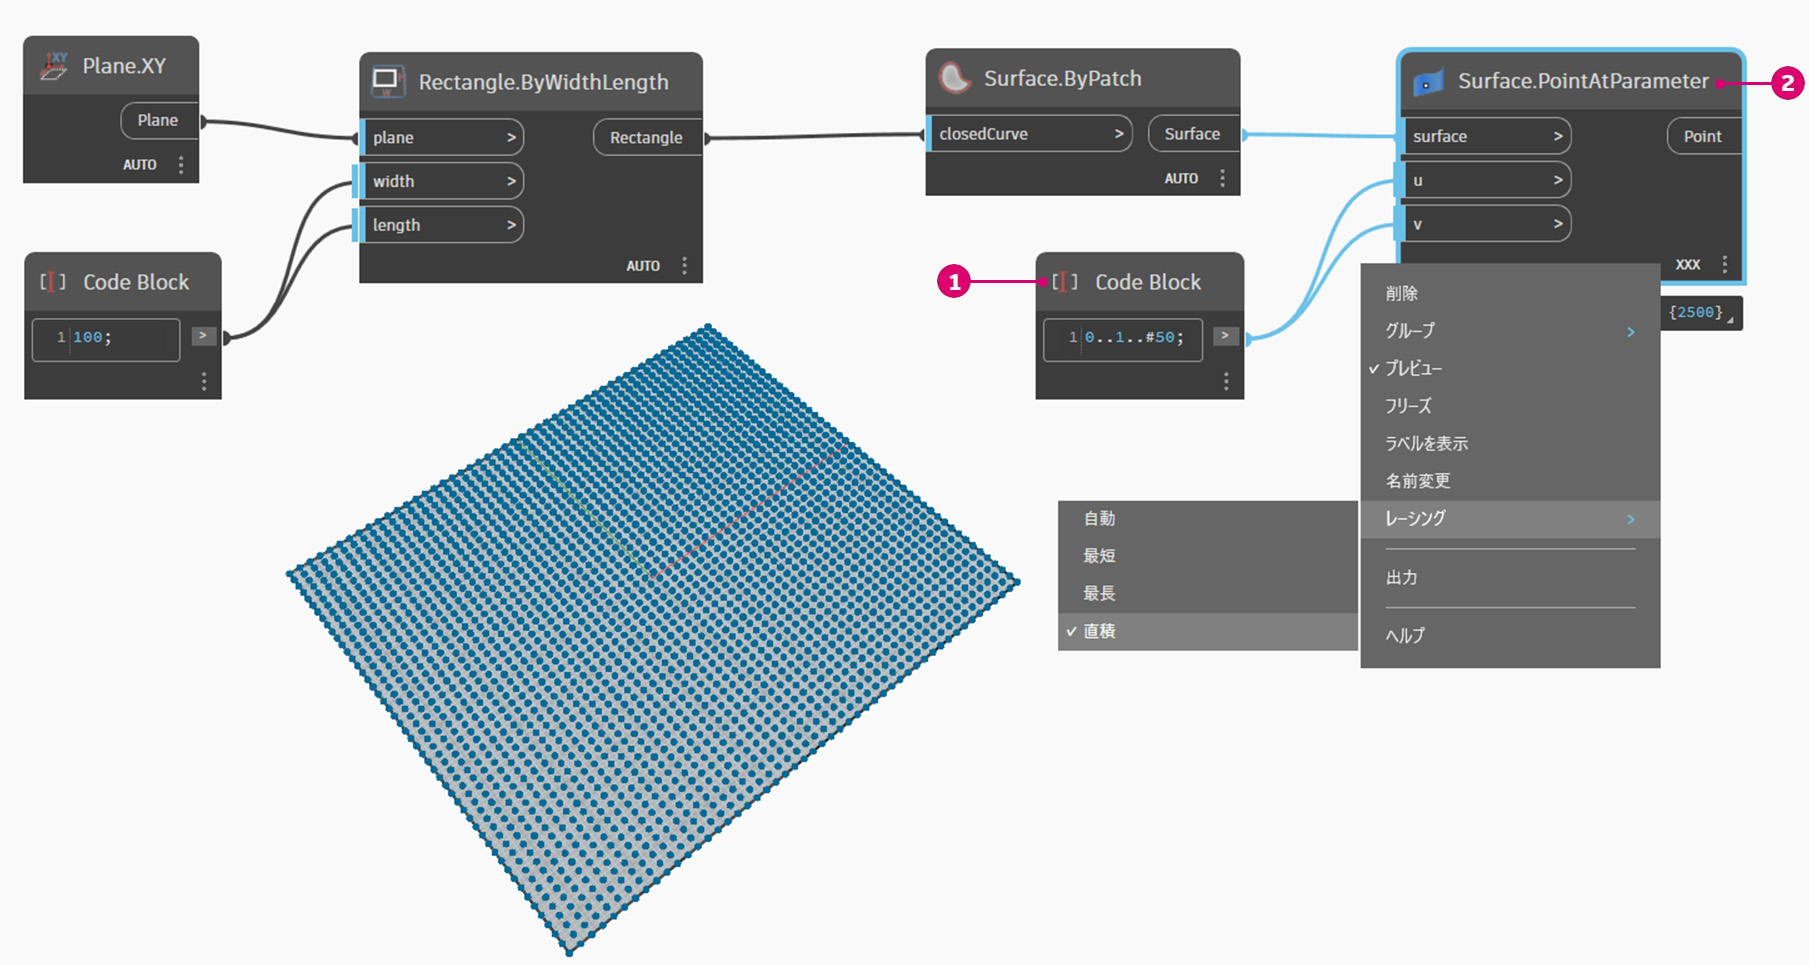 XY
Plane.XY
Plane
AUTO
W
Rectangle.ByWidthLength
plane >
Rectangle
width >
length >
AUTO
Surface.ByPatch
closedCurve >
Surface
AUTO
Surface.PointAtParameter
2
surface >
Point
u >
v >
XXX
{2500}
[I] Code Block
1 100;
>
1
[I] Code Block
1 0..1..#50;
>
削除
グループ >
✓ プレビュー
フリーズ
ラベルを表示
名前変更
レーシング >
出力
ヘルプ
自動
最短
最長
✓ 直積